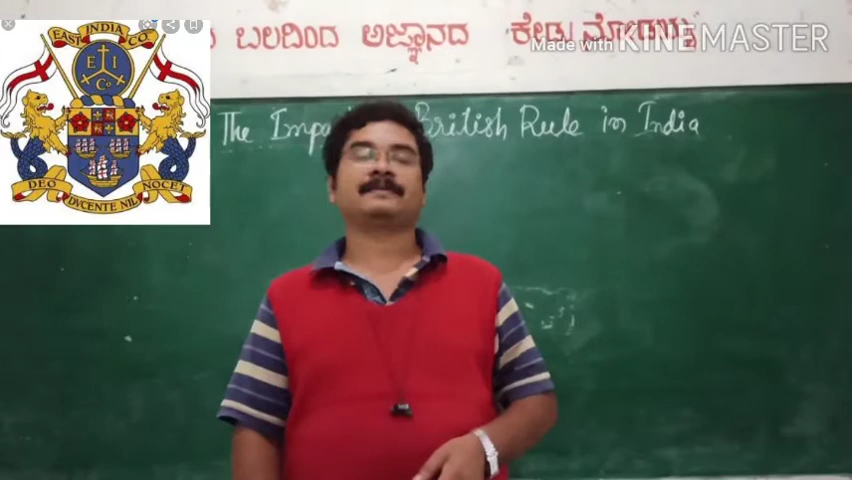 ಬಲದಿಂದ ಅಜ್ಞಾನದ ಕೇಡು
Made with KINEMASTER
EAST INDIA CO.
E I
Co
DEO DVCENTE NIL NOCET
The British Rule in India